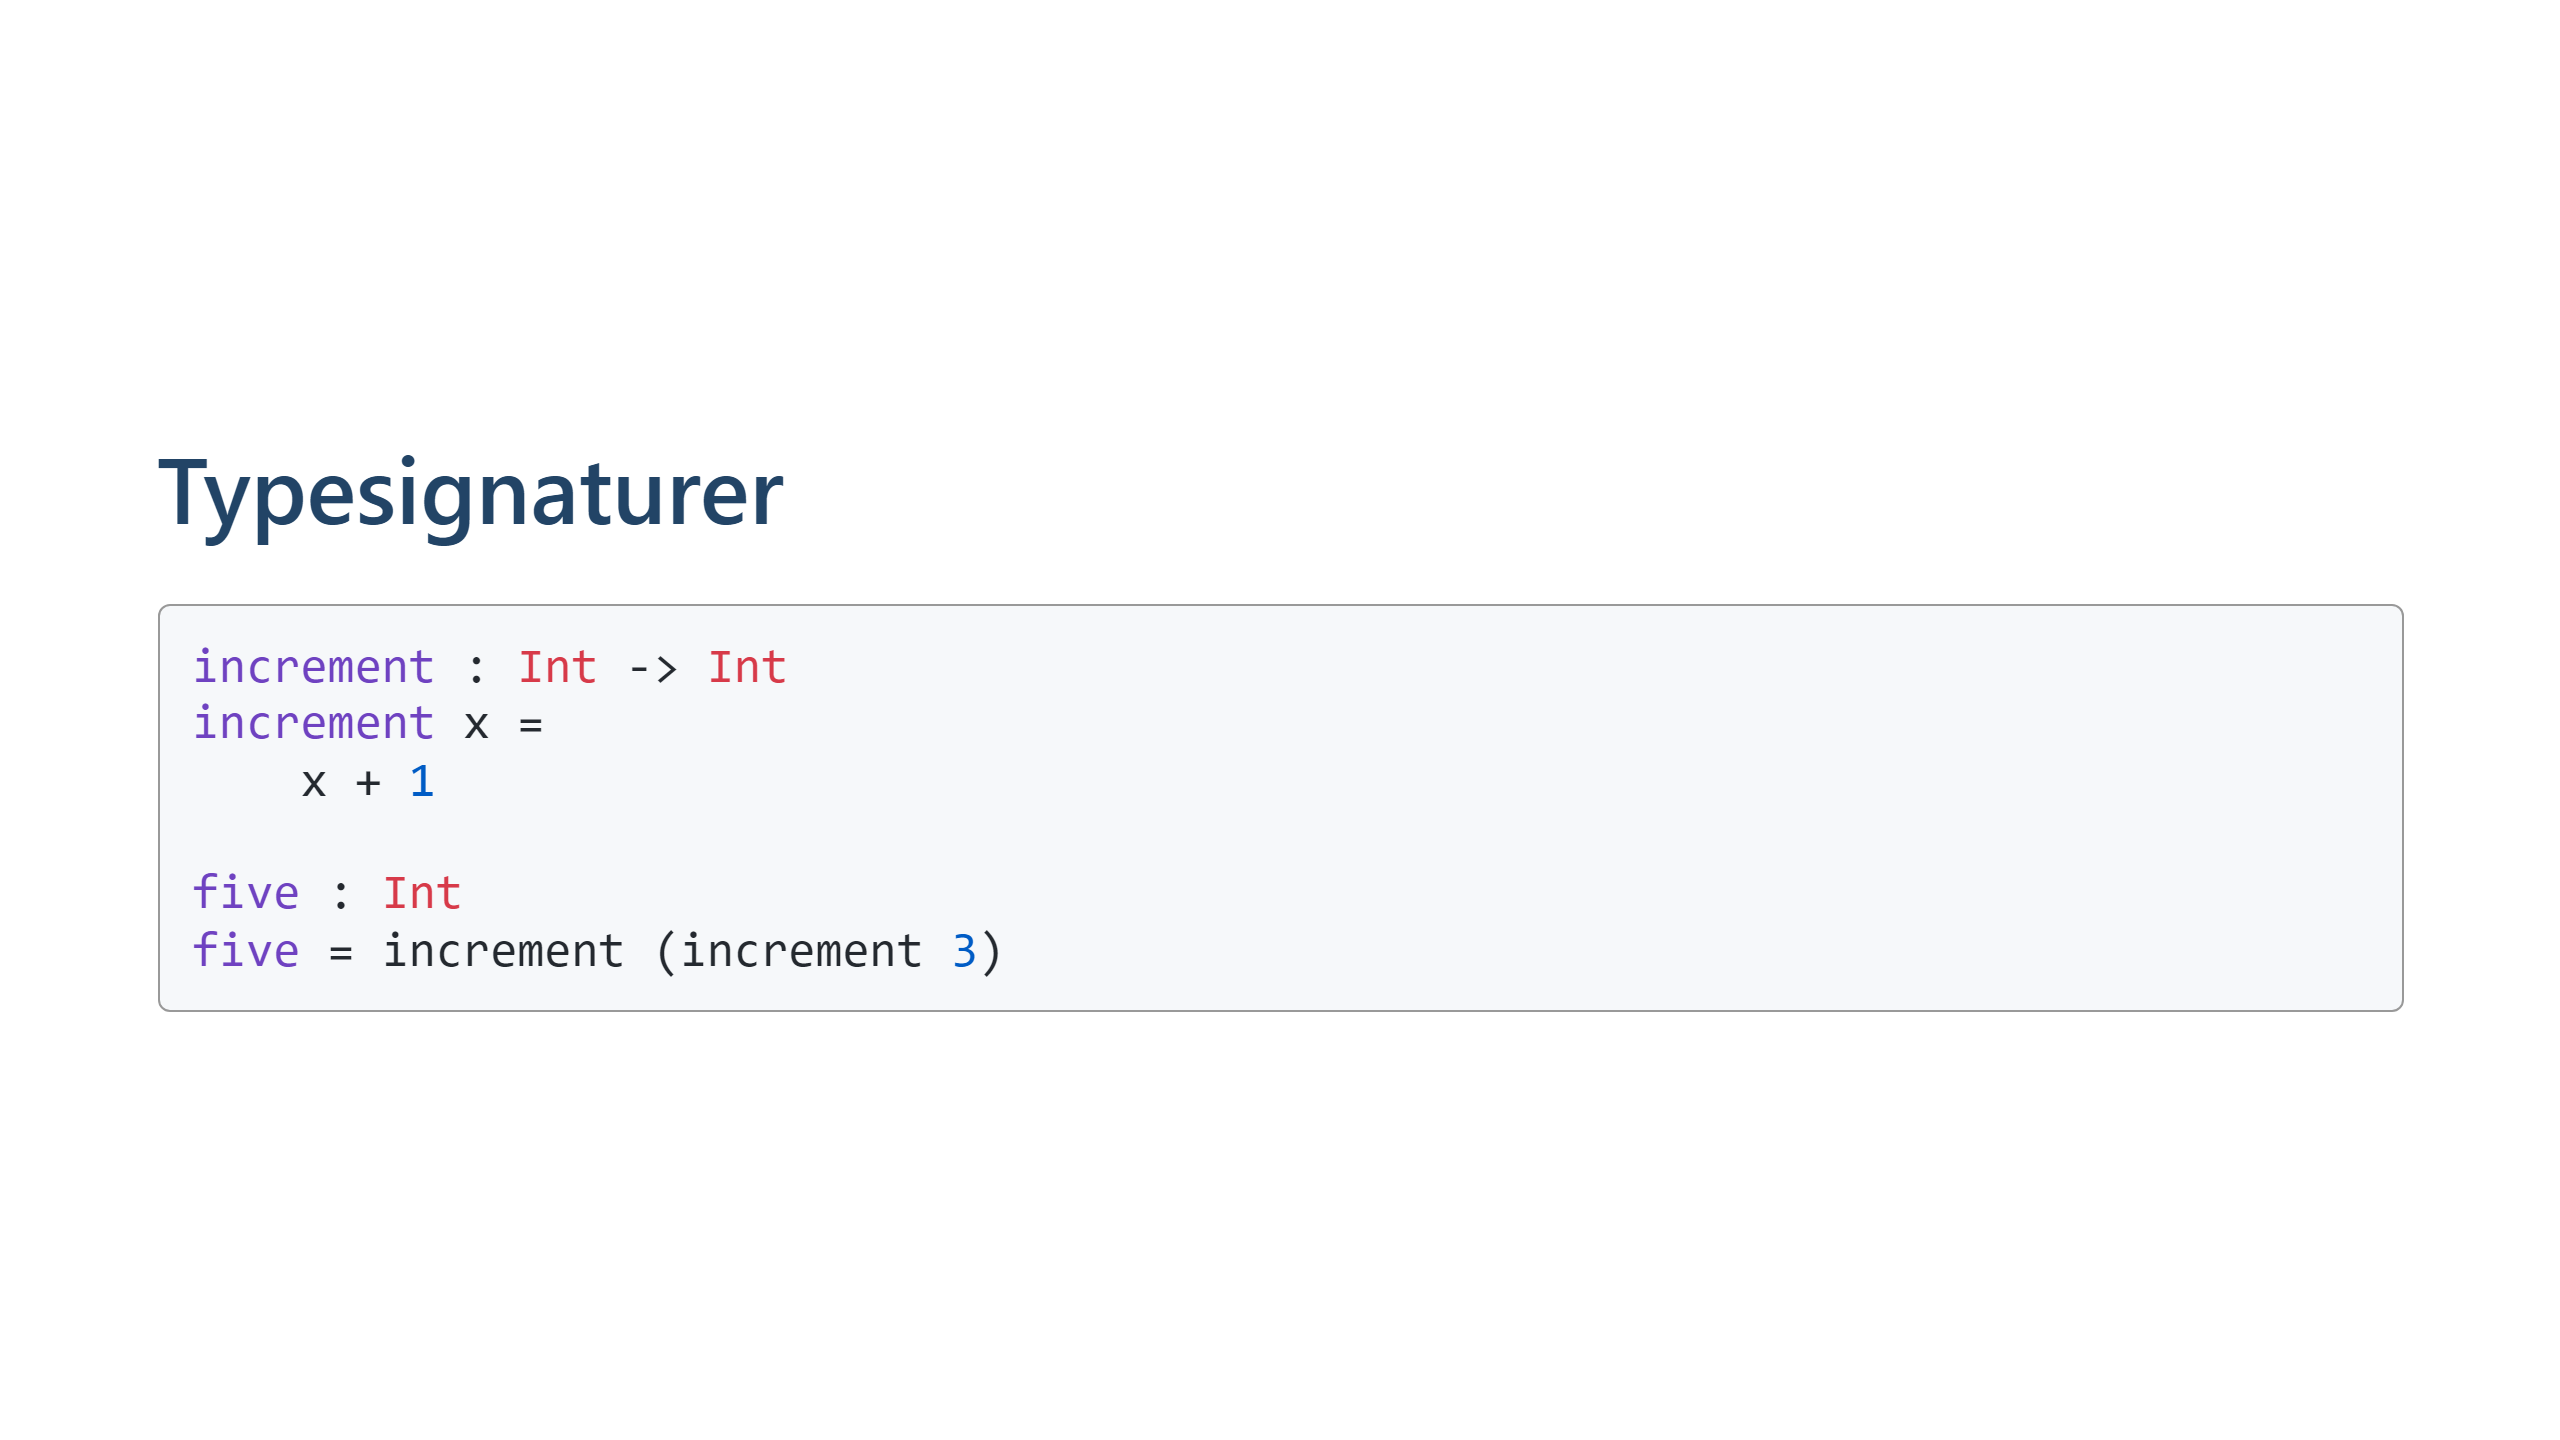 Typesignaturer
increment : Int -> Int
increment x =
    x + 1
five : Int
five = increment (increment 3)